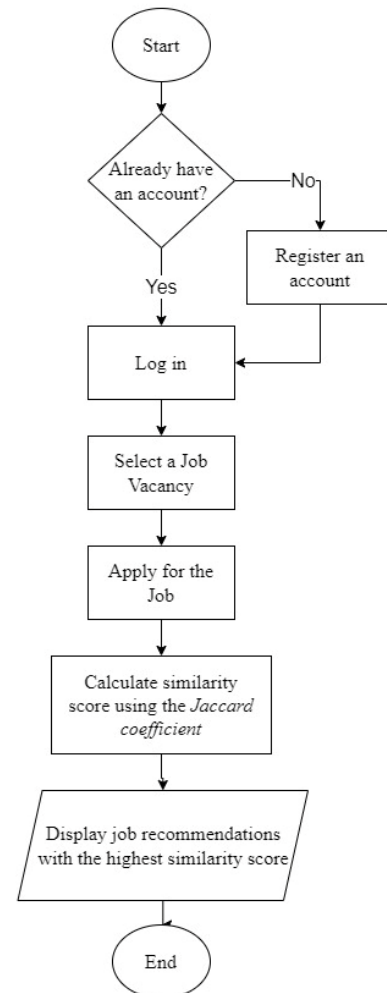 Start
Already have
an account?
No
Register an
account
Yes
Log in
Select a Job
Vacancy
Apply for the
Job
Calculate similarity
score using the Jaccard
coefficient
Display job recommendations
with the highest similarity score
End